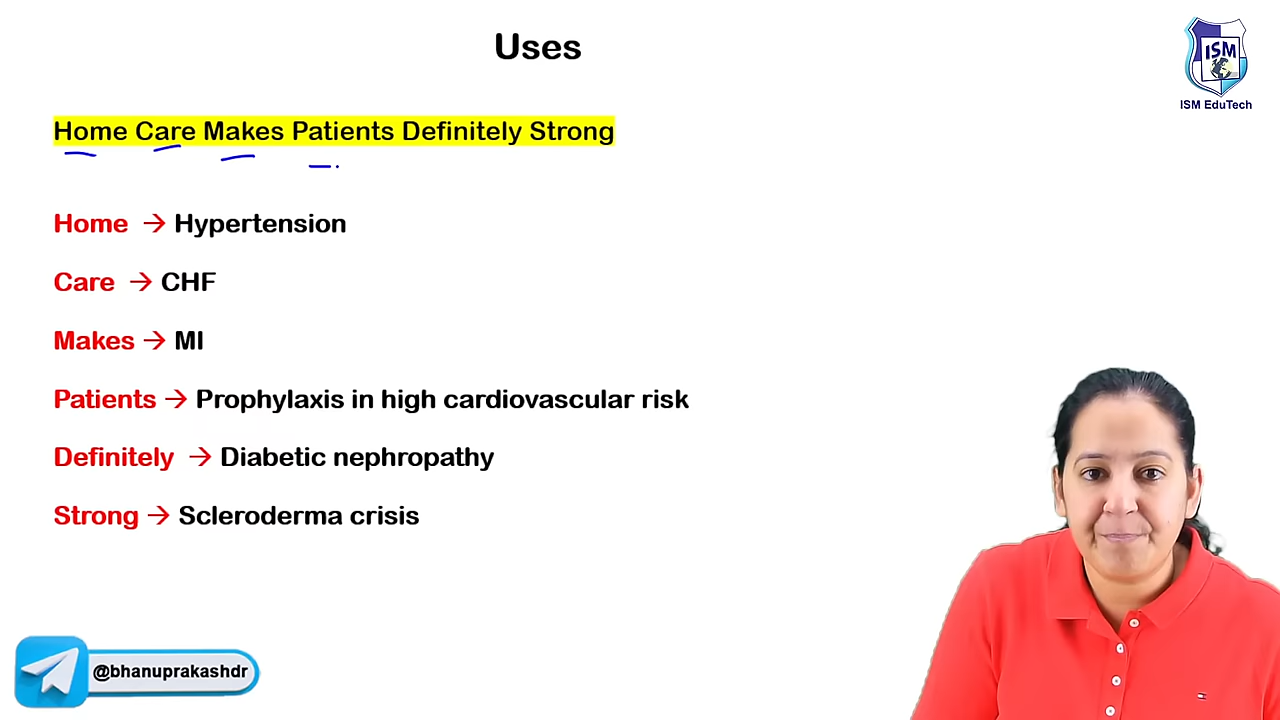 Uses
ISM
ISM EduTech
Home Care Makes Patients Definitely Strong
Home → Hypertension
Care → CHF
Makes → MI
Patients → Prophylaxis in high cardiovascular risk
Definitely → Diabetic nephropathy
Strong → Scleroderma crisis
@bhanuprakashdr